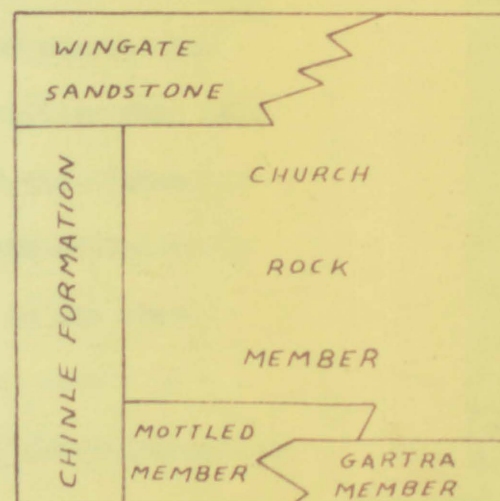 WINGATE
SANDSTONE
CHINLE FORMATION
CHURCH
ROCK
MEMBER
MOTTLED
MEMBER
GARTRA
MEMBER